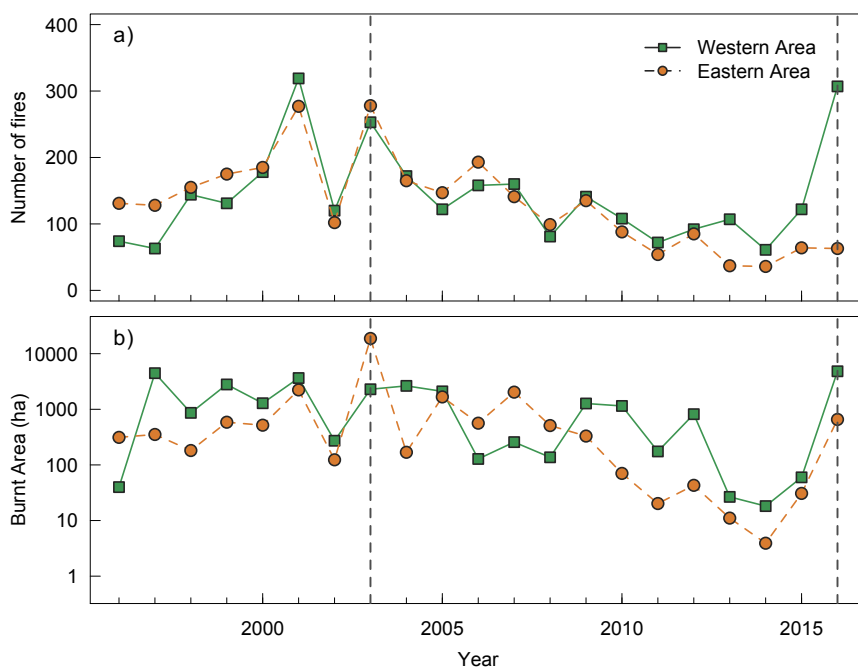 a)
Western Area
Eastern Area
Number of fires
400
300
200
100
0
b)
Burnt Area (ha)
10000
1000
100
10
1
2000 2005 2010 2015
Year